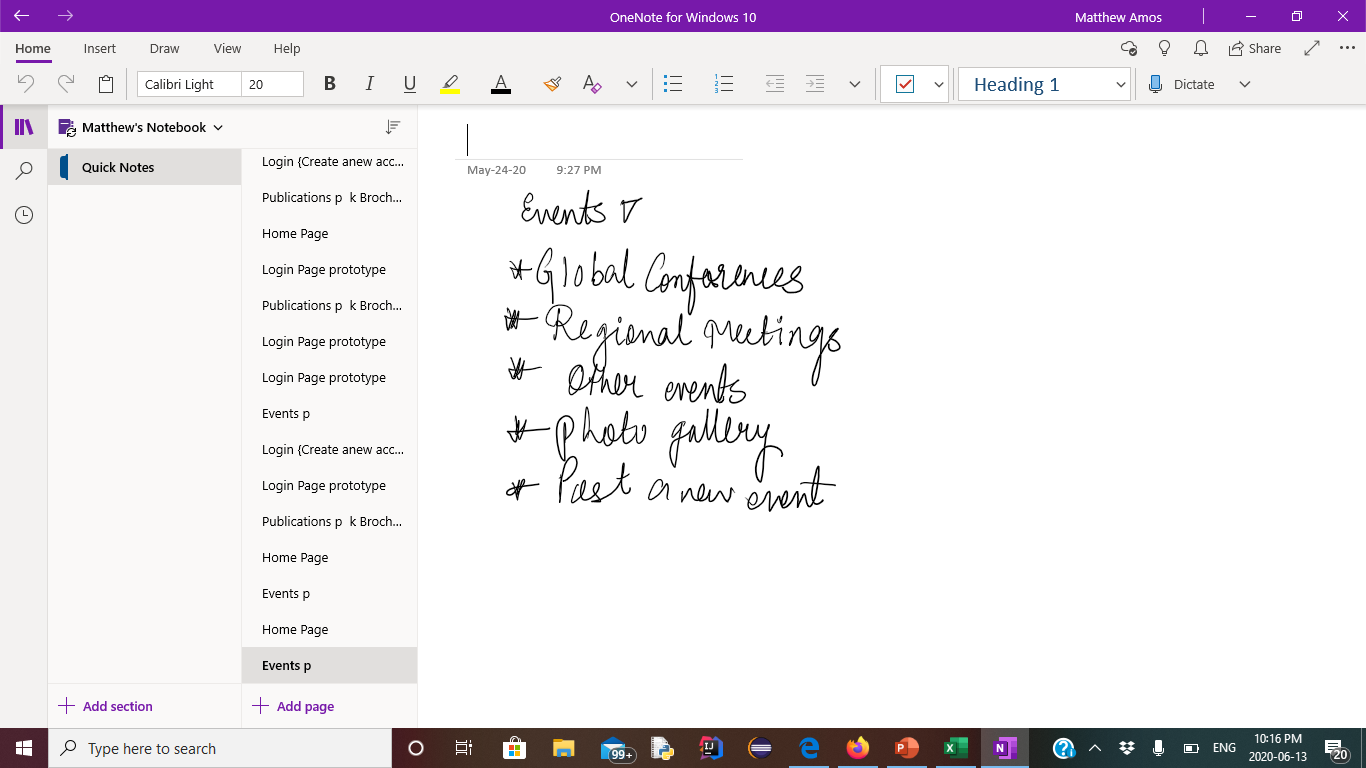 OneNote for Windows 10
Matthew Amos
Home Insert Draw View Help
Share
Calibri Light 20 B I U A A
Heading 1
Dictate
Matthew's Notebook
Quick Notes
Login {Create anew acc...
Publications p k Broch...
Home Page
Login Page prototype
Publications p k Broch...
Login Page prototype
Login Page prototype
Events p
Login {Create anew acc...
Login Page prototype
Publications p k Broch...
Home Page
Events p
Home Page
Events p
Add section
Add page
May-24-20 9:27 PM
Events ▽
* Global Conferences
* Regional Meetings
* Other events
* Photo gallery
* Past a new event
Type here to search
99+
ENG
10:16 PM
2020-06-13
20